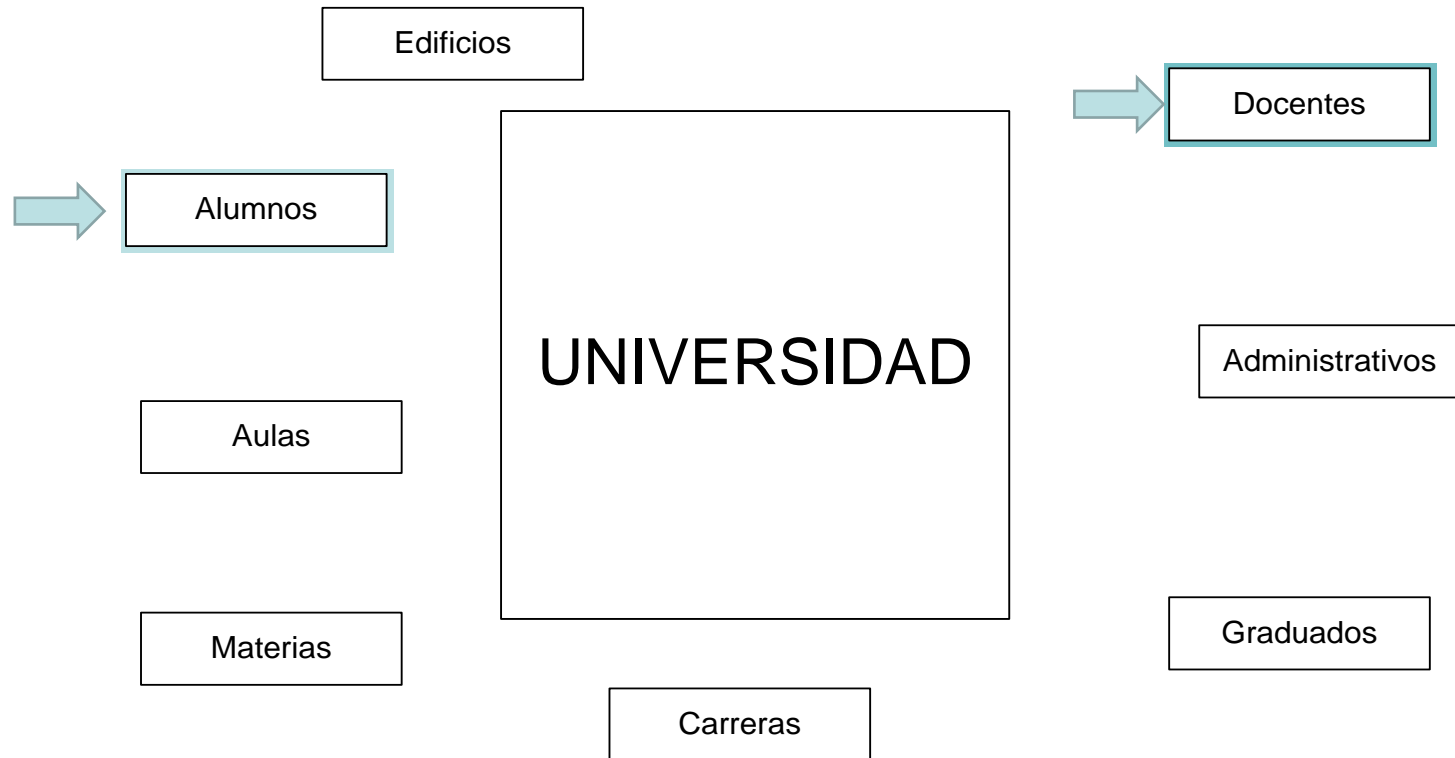 Edificios
Docentes
Alumnos
UNIVERSIDAD
Administrativos
Aulas
Materias
Graduados
Carreras